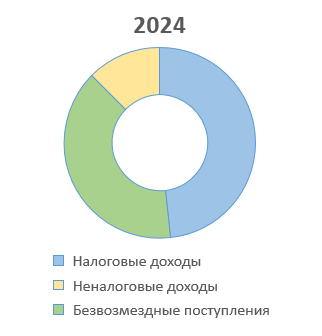 2024
Налоговые доходы
Неналоговые доходы
Безвозмездные поступления